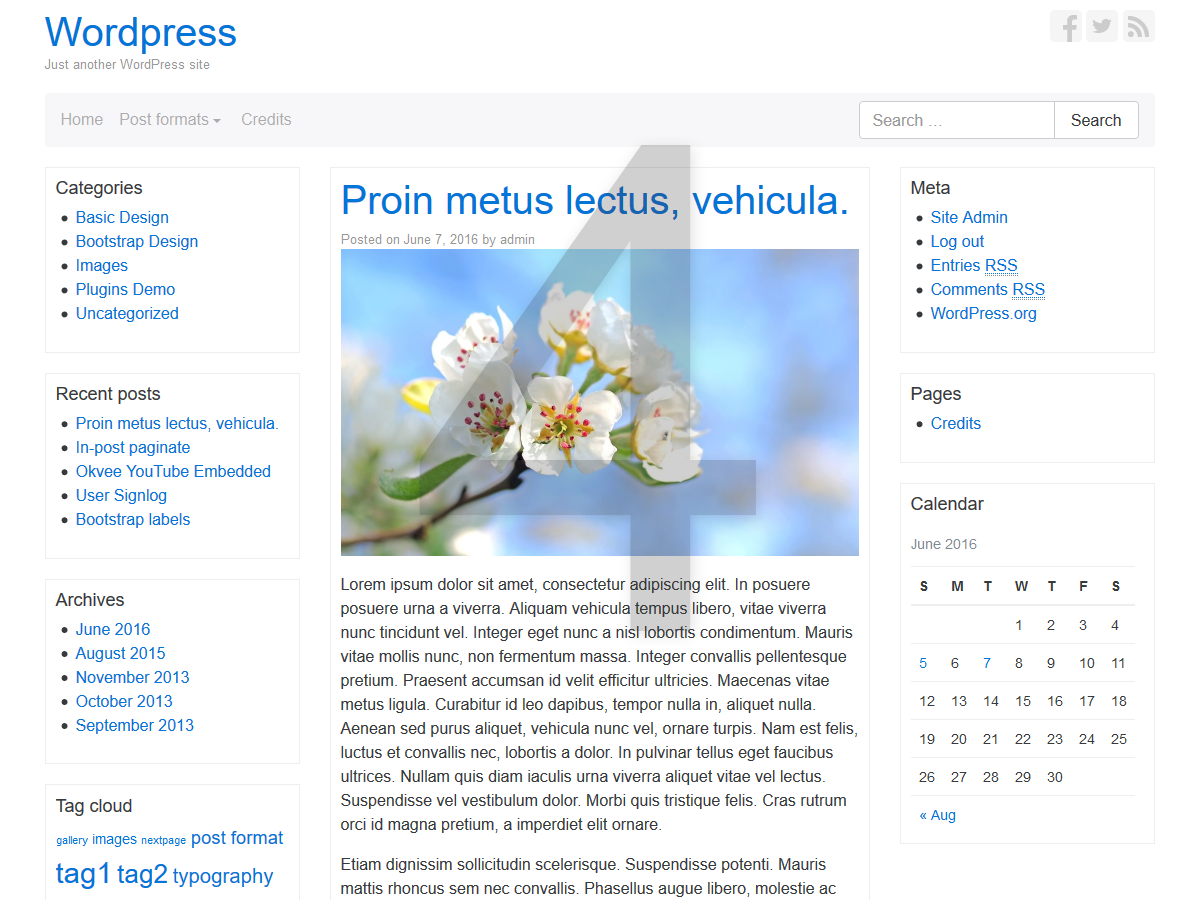 Wordpress
Just another WordPress site
Home Post formats Credits
Search ... Search
Categories
Basic Design
Bootstrap Design
Images
Plugins Demo
Uncategorized
Recent posts
Proin metus lectus, vehicula.
In-post paginate
Okvee YouTube Embedded
User Signlog
Bootstrap labels
Archives
June 2016
August 2015
November 2013
October 2013
September 2013
Tag cloud
gallery images nextpage post format
tag1 tag2 typography
4
Proin metus lectus, vehicula.
Posted on June 7, 2016 by admin
Lorem ipsum dolor sit amet, consectetur adipiscing elit. In posuere
posuere urna a viverra. Aliquam vehicula tempus libero, vitae viverra
nunc tincidunt vel. Integer eget nunc a nisl lobortis condimentum. Mauris
vitae mollis nunc, non fermentum massa. Integer convallis pellentesque
pretium. Praesent accumsan id velit efficitur ultricies. Maecenas vitae
metus ligula. Curabitur id leo dapibus, tempor nulla in, aliquet nulla.
Aenean sed purus aliquet, vehicula nunc vel, ornare turpis. Nam est felis,
luctus et convallis nec, lobortis a dolor. In pulvinar tellus eget faucibus
ultrices. Nullam quis diam iaculis urna viverra aliquet vitae vel lectus.
Suspendisse vel vestibulum dolor. Morbi quis tristique felis. Cras rutrum
orci id magna pretium, a imperdiet elit ornare.
Etiam dignissim sollicitudin scelerisque. Suspendisse potenti. Mauris
mattis rhoncus sem nec convallis. Phasellus augue libero, molestie ac
Meta
Site Admin
Log out
Entries RSS
Comments RSS
WordPress.org
Pages
Credits
Calendar
June 2016
S M T W T F S
1 2 3 4
5 6 7 8 9 10 11
12 13 14 15 16 17 18
19 20 21 22 23 24 25
26 27 28 29 30
« Aug